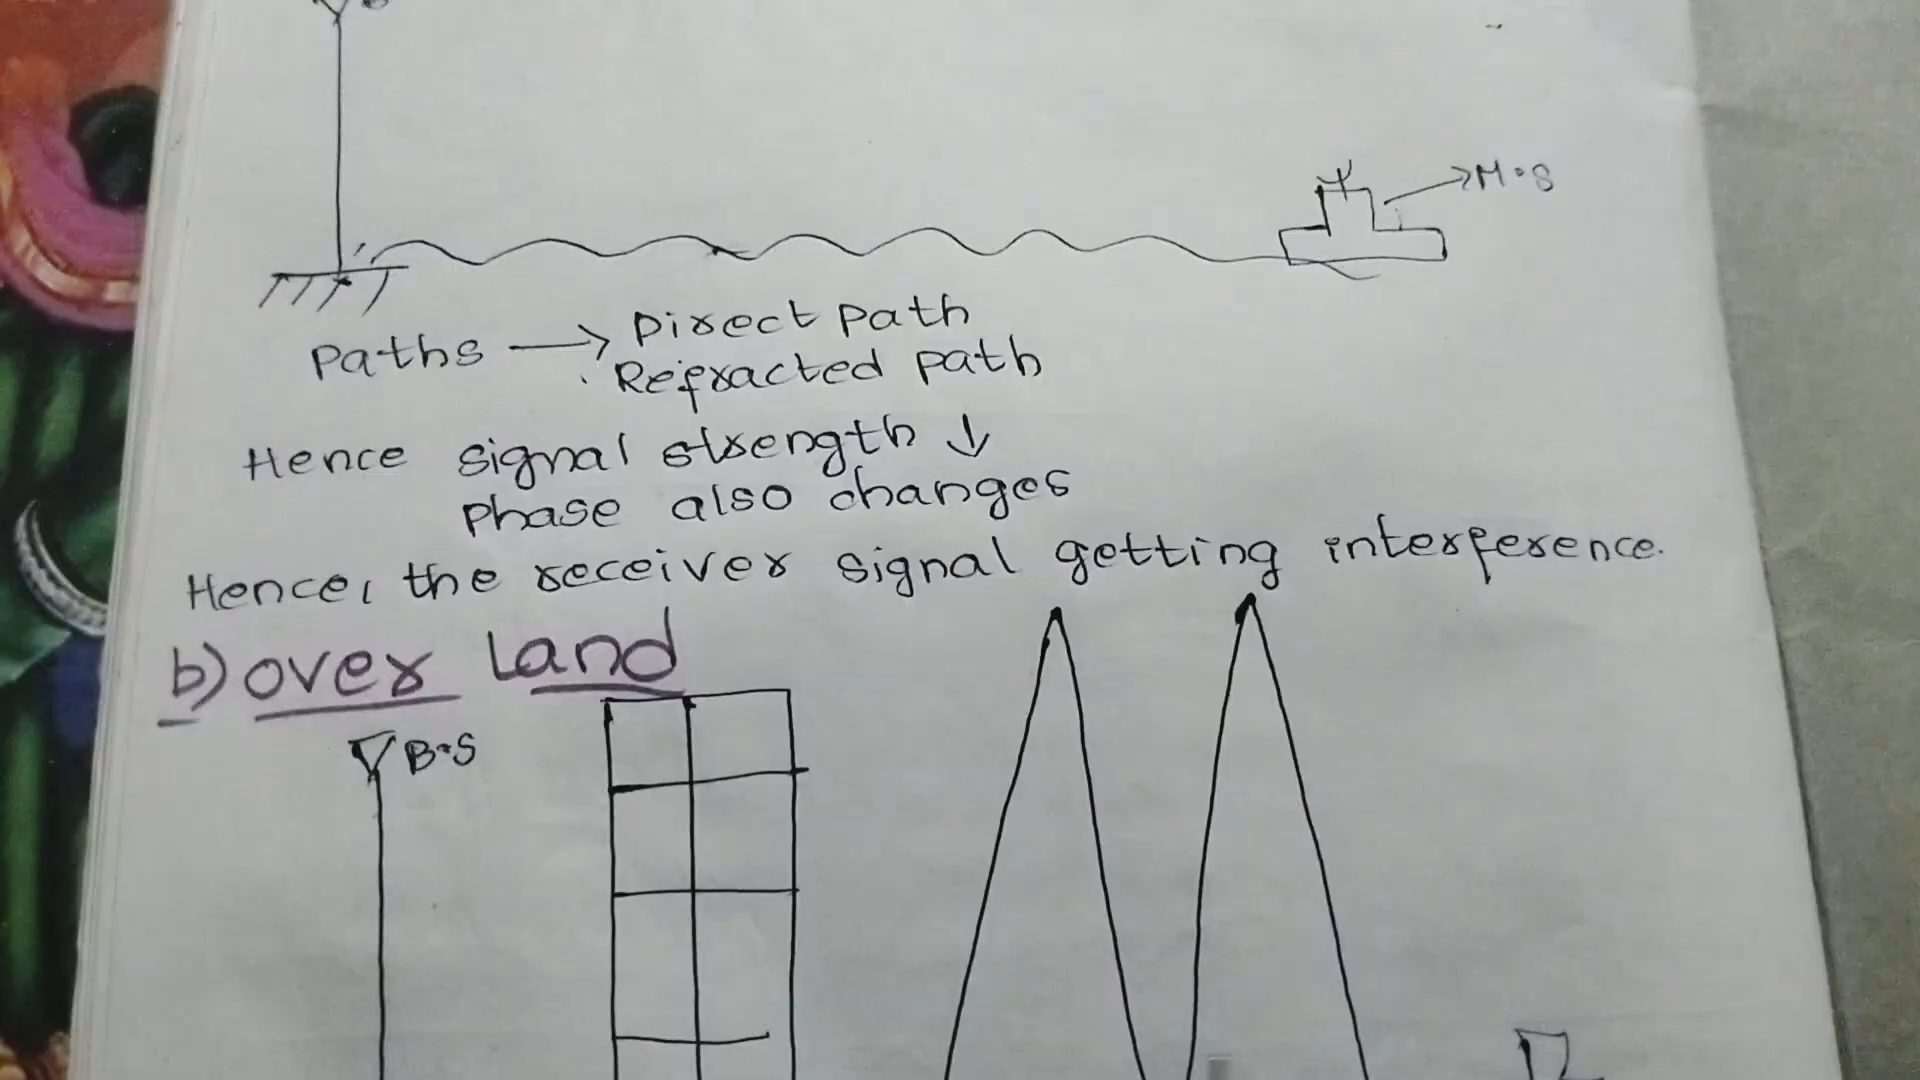 M.S
Paths → Direct path
Refracted path
Hence signal strength ↓
phase also changes
Hence, the receiver signal getting interference.
b) over Land
B.S